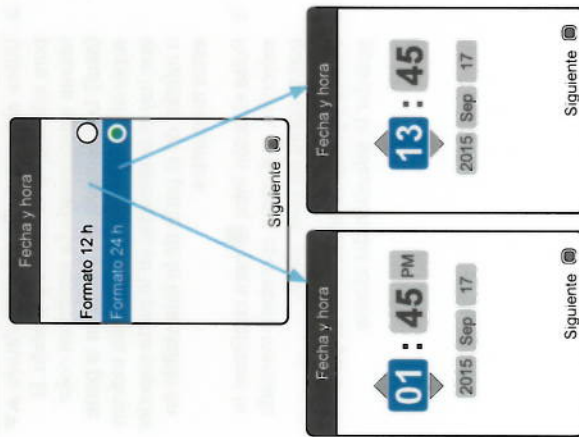 Fecha y hora
Formato 12 h
Formato 24 h
Siguiente
Fecha y hora
01 : 45 PM
2015 Sep 17
Siguiente
Fecha y hora
13 : 45
2015 Sep 17
Siguiente